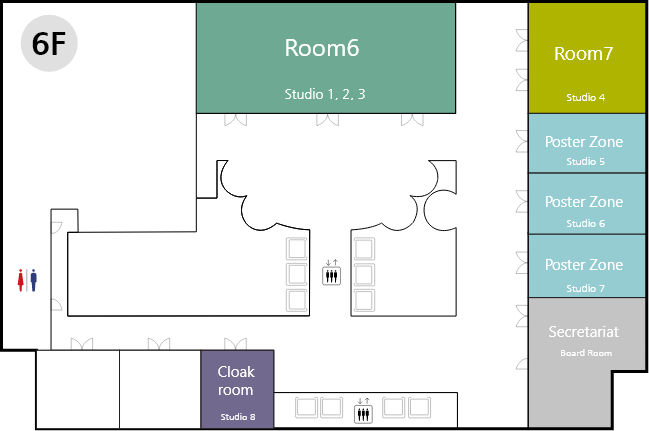 6F
Room6
Studio 1, 2, 3
Room7
Studio 4
Poster Zone
Studio 5
Poster Zone
Studio 6
Poster Zone
Studio 7
Secretariat
Board Room
Cloak
room
Studio 8